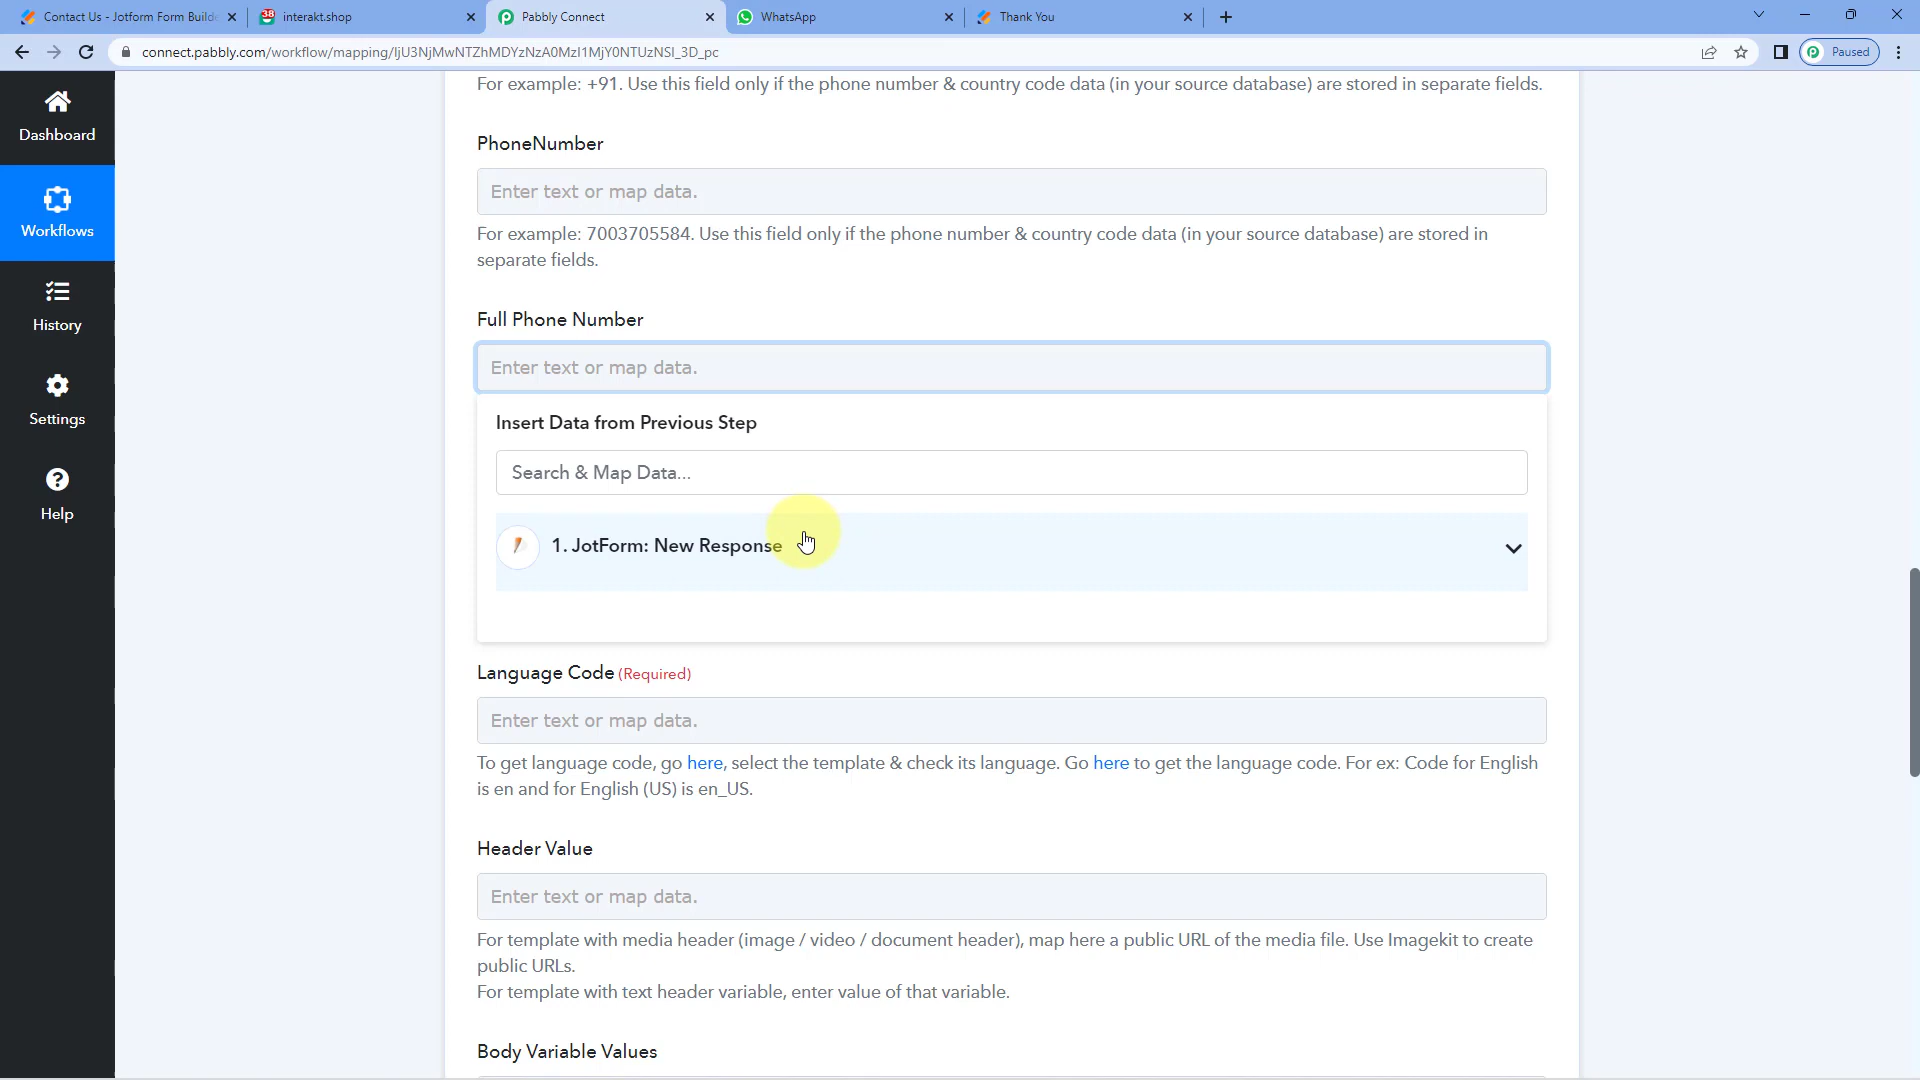 Contact Us - Jotform Form Builde
interakt.shop
Pabbly Connect
WhatsApp
Thank You
connect.pabbly.com/workflow/mapping/IjU3NjMwNTZhMDYzNzA0MzI1MjY0NTUzNSI_3D_pc
Paused
For example: +91. Use this field only if the phone number & country code data (in your source database) are stored in separate fields.
Dashboard
PhoneNumber
Enter text or map data.
Workflows
For example: 7003705584. Use this field only if the phone number & country code data (in your source database) are stored in
separate fields.
History
Full Phone Number
Enter text or map data.
Settings
Insert Data from Previous Step
Search & Map Data...
Help
1. JotForm: New Response
Language Code (Required)
Enter text or map data.
To get language code, go here, select the template & check its language. Go here to get the language code. For ex: Code for English
is en and for English (US) is en_US.
Header Value
Enter text or map data.
For template with media header (image / video / document header), map here a public URL of the media file. Use Imagekit to create
public URLs.
For template with text header variable, enter value of that variable.
Body Variable Values